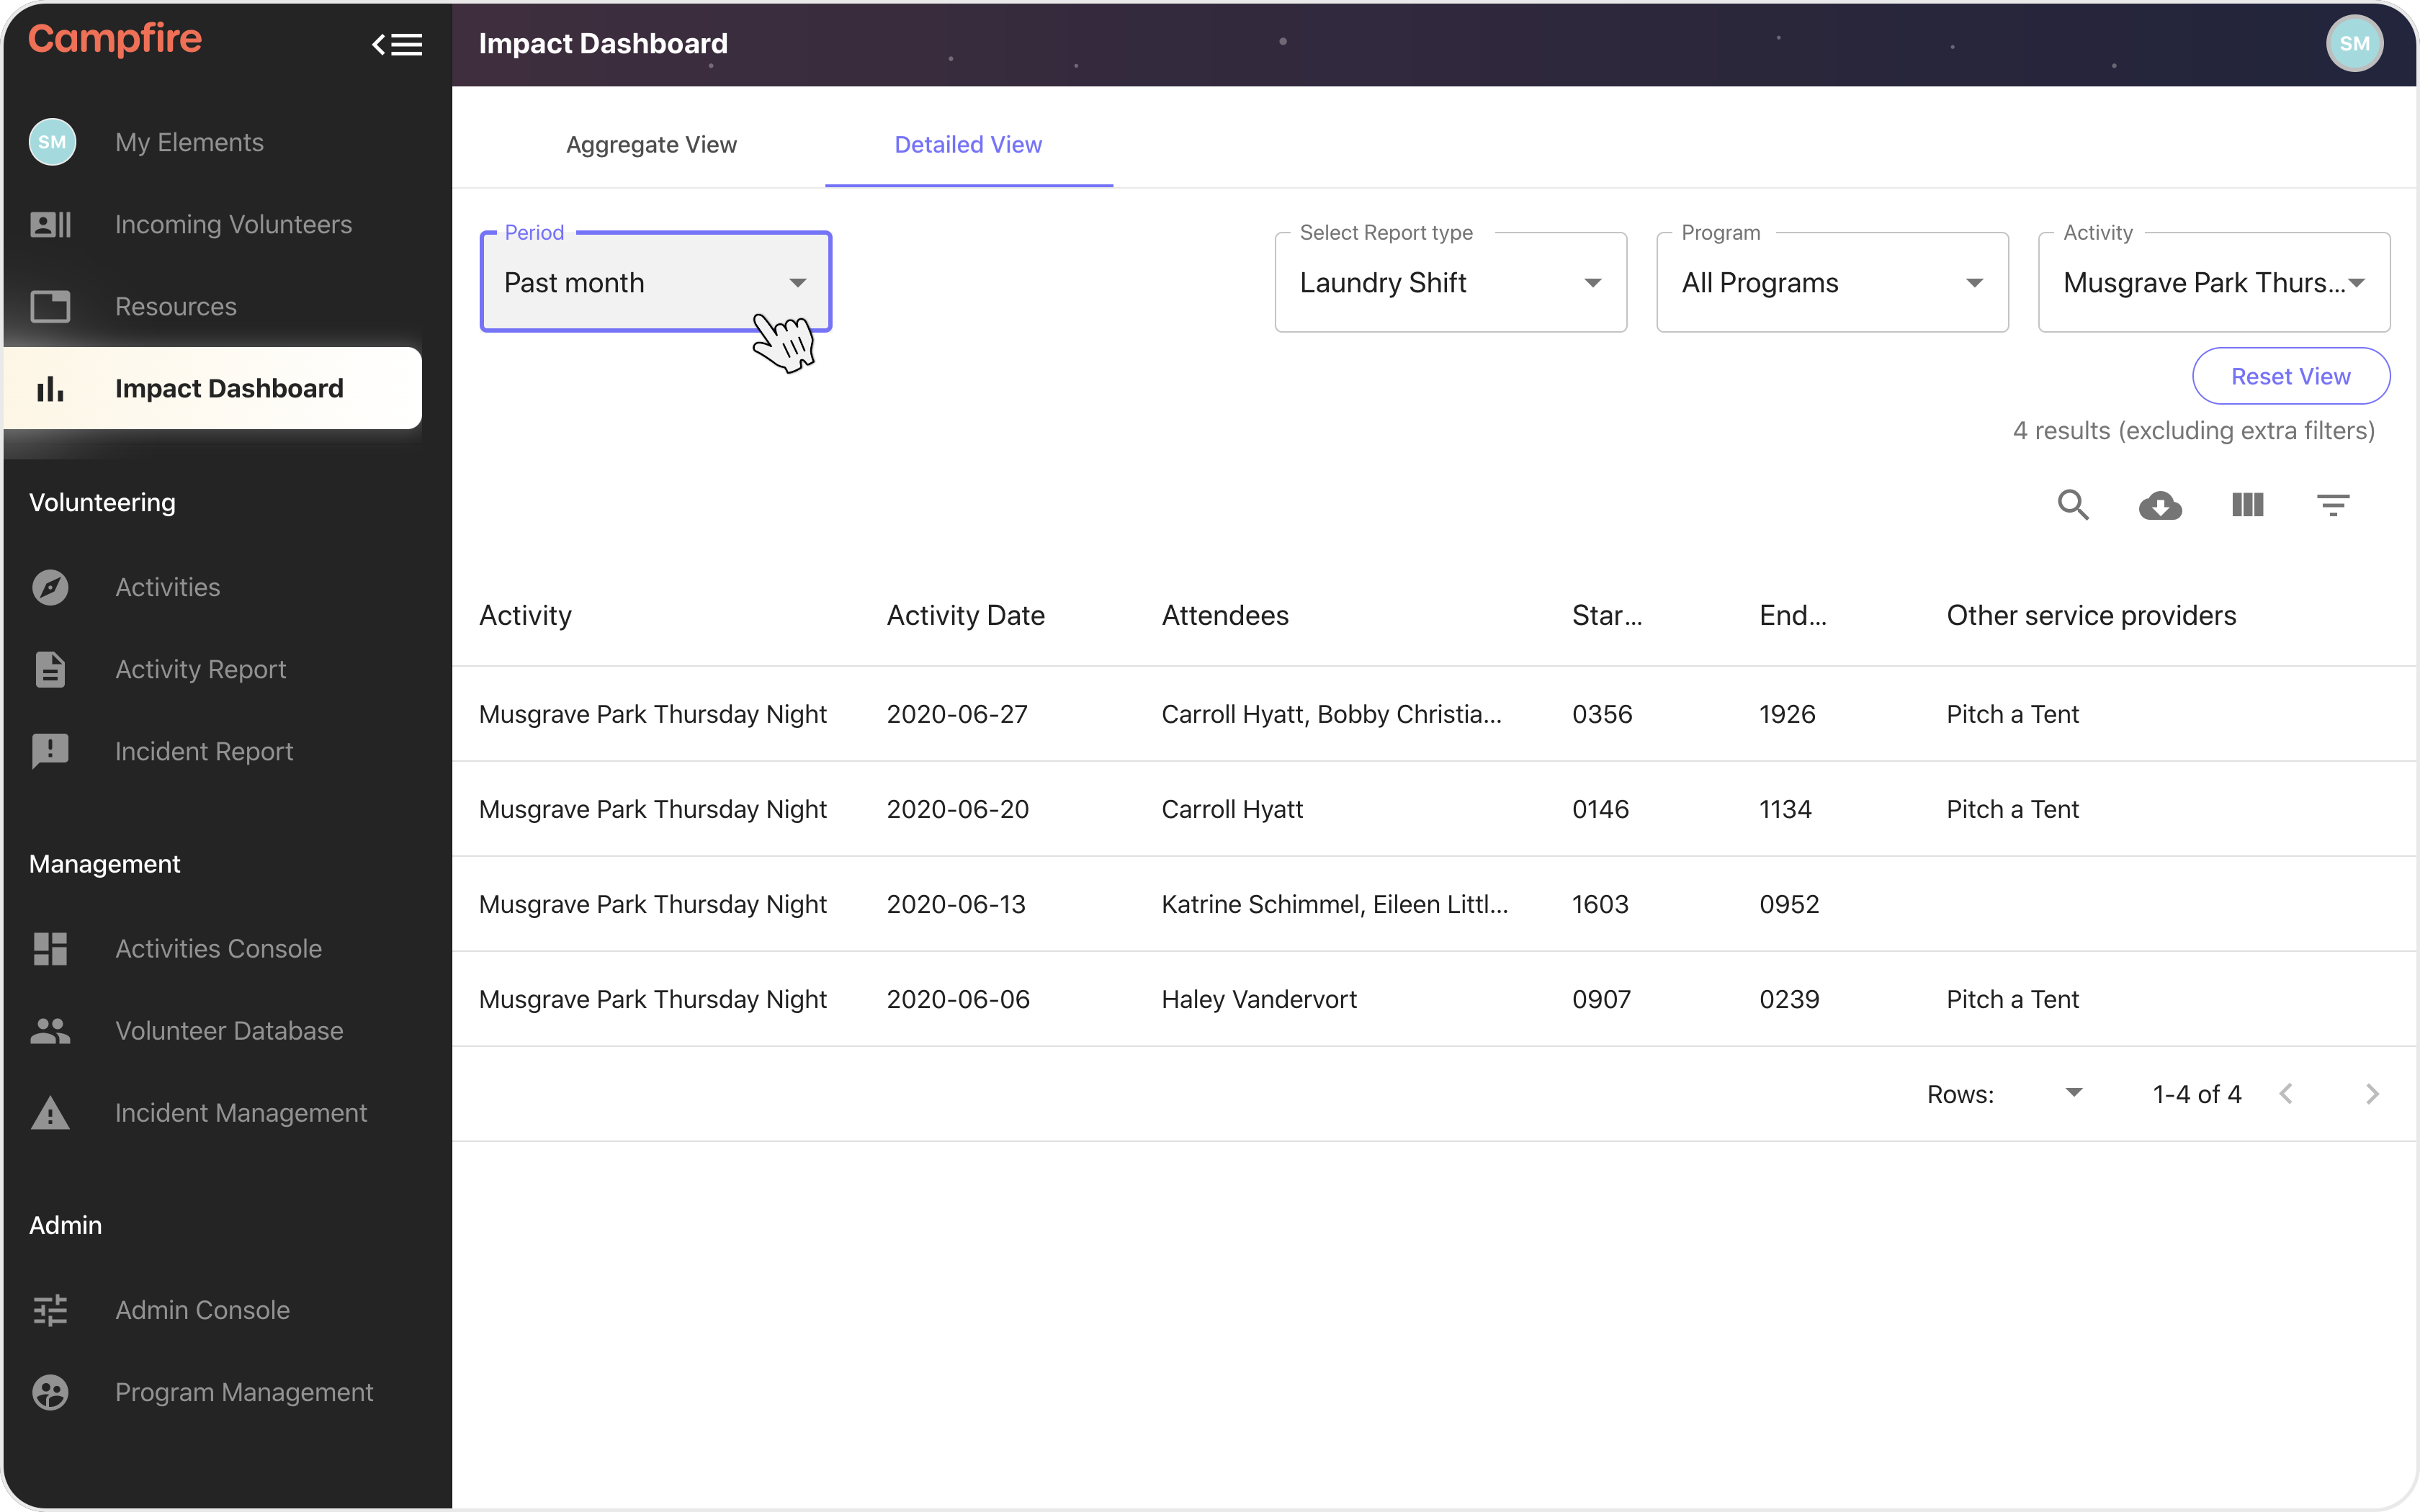 Campfire
SM
My Elements
Incoming Volunteers
Resources
Impact Dashboard
Volunteering
Activities
Activity Report
Incident Report
Management
Activities Console
Volunteer Database
Incident Management
Admin
Admin Console
Program Management
Impact Dashboard
SM
Aggregate View Detailed View
Period Select Report type Program Activity
Past month Laundry Shift All Programs Musgrave Park Thurs...
Reset View
4 results (excluding extra filters)
Activity Activity Date Attendees Star... End... Other service providers
Musgrave Park Thursday Night 2020-06-27 Carroll Hyatt, Bobby Christia... 0356 1926 Pitch a Tent
Musgrave Park Thursday Night 2020-06-20 Carroll Hyatt 0146 1134 Pitch a Tent
Musgrave Park Thursday Night 2020-06-13 Katrine Schimmel, Eileen Littl... 1603 0952
Musgrave Park Thursday Night 2020-06-06 Haley Vandervort 0907 0239 Pitch a Tent
Rows: 1-4 of 4